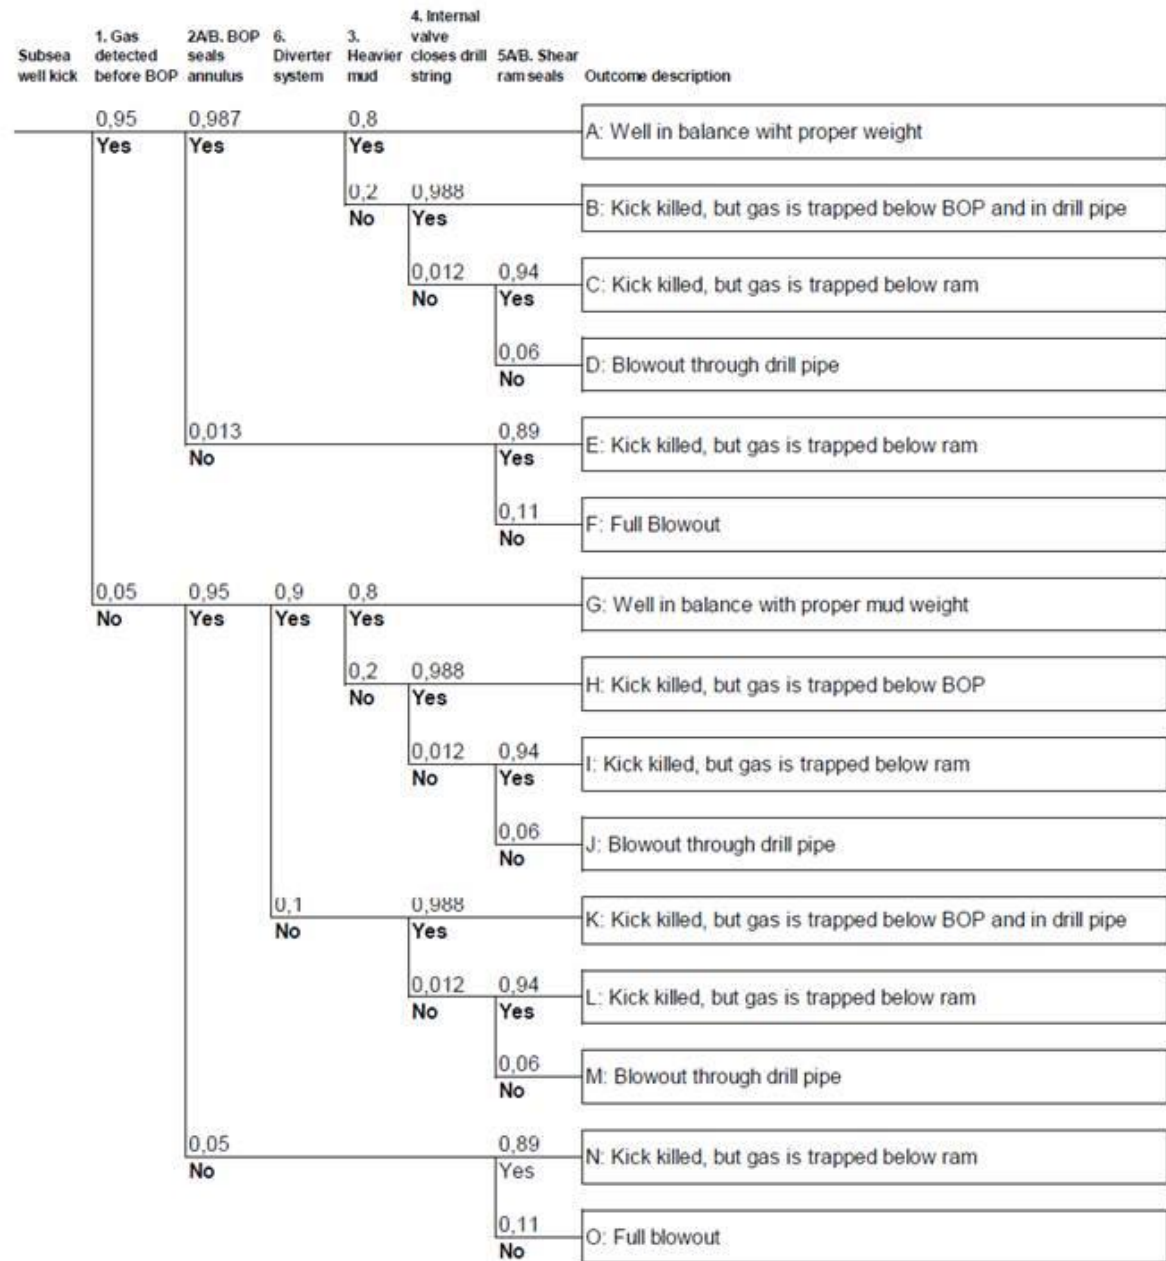 Subsea
well kick
1. Gas
detected
before BOP
2A/B. BOP
seals
annulus
6.
Diverter
system
3.
Heavier
mud
4. Internal
valve
closes drill
string
5A/B. Shear
ram seals
Outcome description
0,95
Yes
0,987
Yes
0,8
Yes
A: Well in balance wiht proper weight
0,2
No
0,988
Yes
B: Kick killed, but gas is trapped below BOP and in drill pipe
0,012
No
0,94
Yes
C: Kick killed, but gas is trapped below ram
0,06
No
D: Blowout through drill pipe
0,013
No
0,89
Yes
E: Kick killed, but gas is trapped below ram
0,11
No
F: Full Blowout
0,05
No
0,95
Yes
0,9
Yes
0,8
Yes
G: Well in balance with proper mud weight
0,2
No
0,988
Yes
H: Kick killed, but gas is trapped below BOP
0,012
No
0,94
Yes
I: Kick killed, but gas is trapped below ram
0,06
No
J: Blowout through drill pipe
0,1
No
0,988
Yes
K: Kick killed, but gas is trapped below BOP and in drill pipe
0,012
No
0,94
Yes
L: Kick killed, but gas is trapped below ram
0,06
No
M: Blowout through drill pipe
0,05
No
0,89
Yes
N: Kick killed, but gas is trapped below ram
0,11
No
O: Full blowout